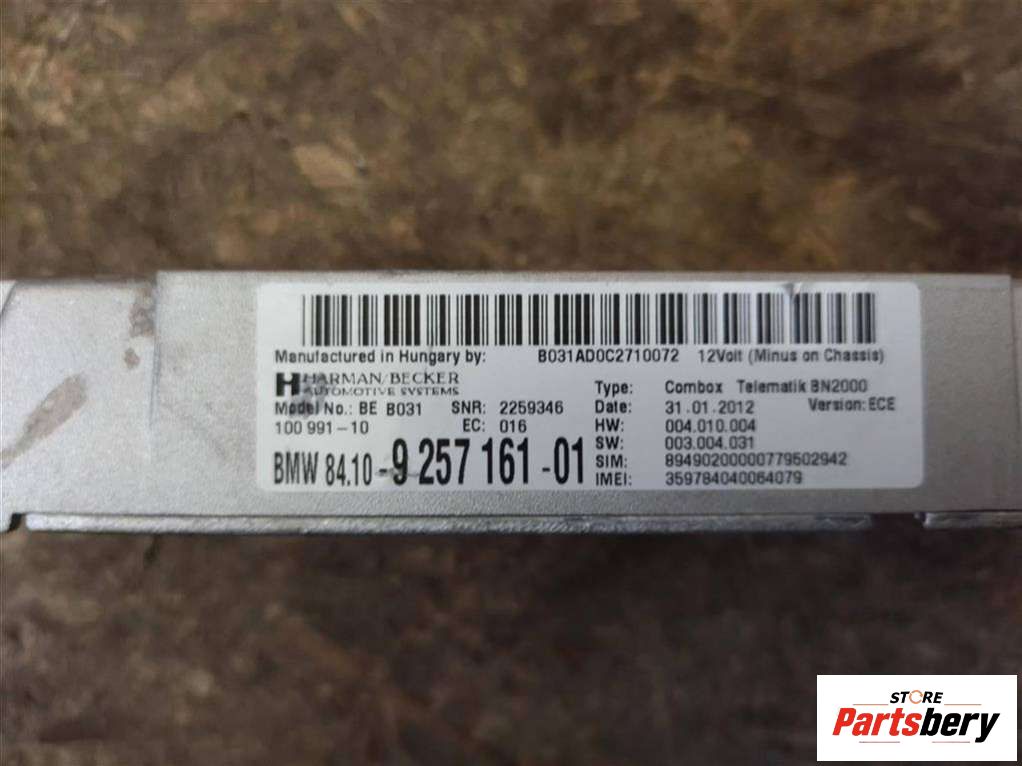 Manufactured in Hungary by: B031AD0C2710072 12Volt (Minus on Chassis)
HARMAN/BECKER
AUTOMOTIVE SYSTEMS
Type: Combox Telematik BN2000
Model No.: BE B031 SNR: 2259346
Date: 31.01.2012 Version: ECE
100 991-10 EC: 016
HW: 004.010.004
SW: 003.004.031
BMW 84.10-9 257 161-01
SIM: 89490200000779502942
IMEI: 359784040064079
STORE
Partsbery